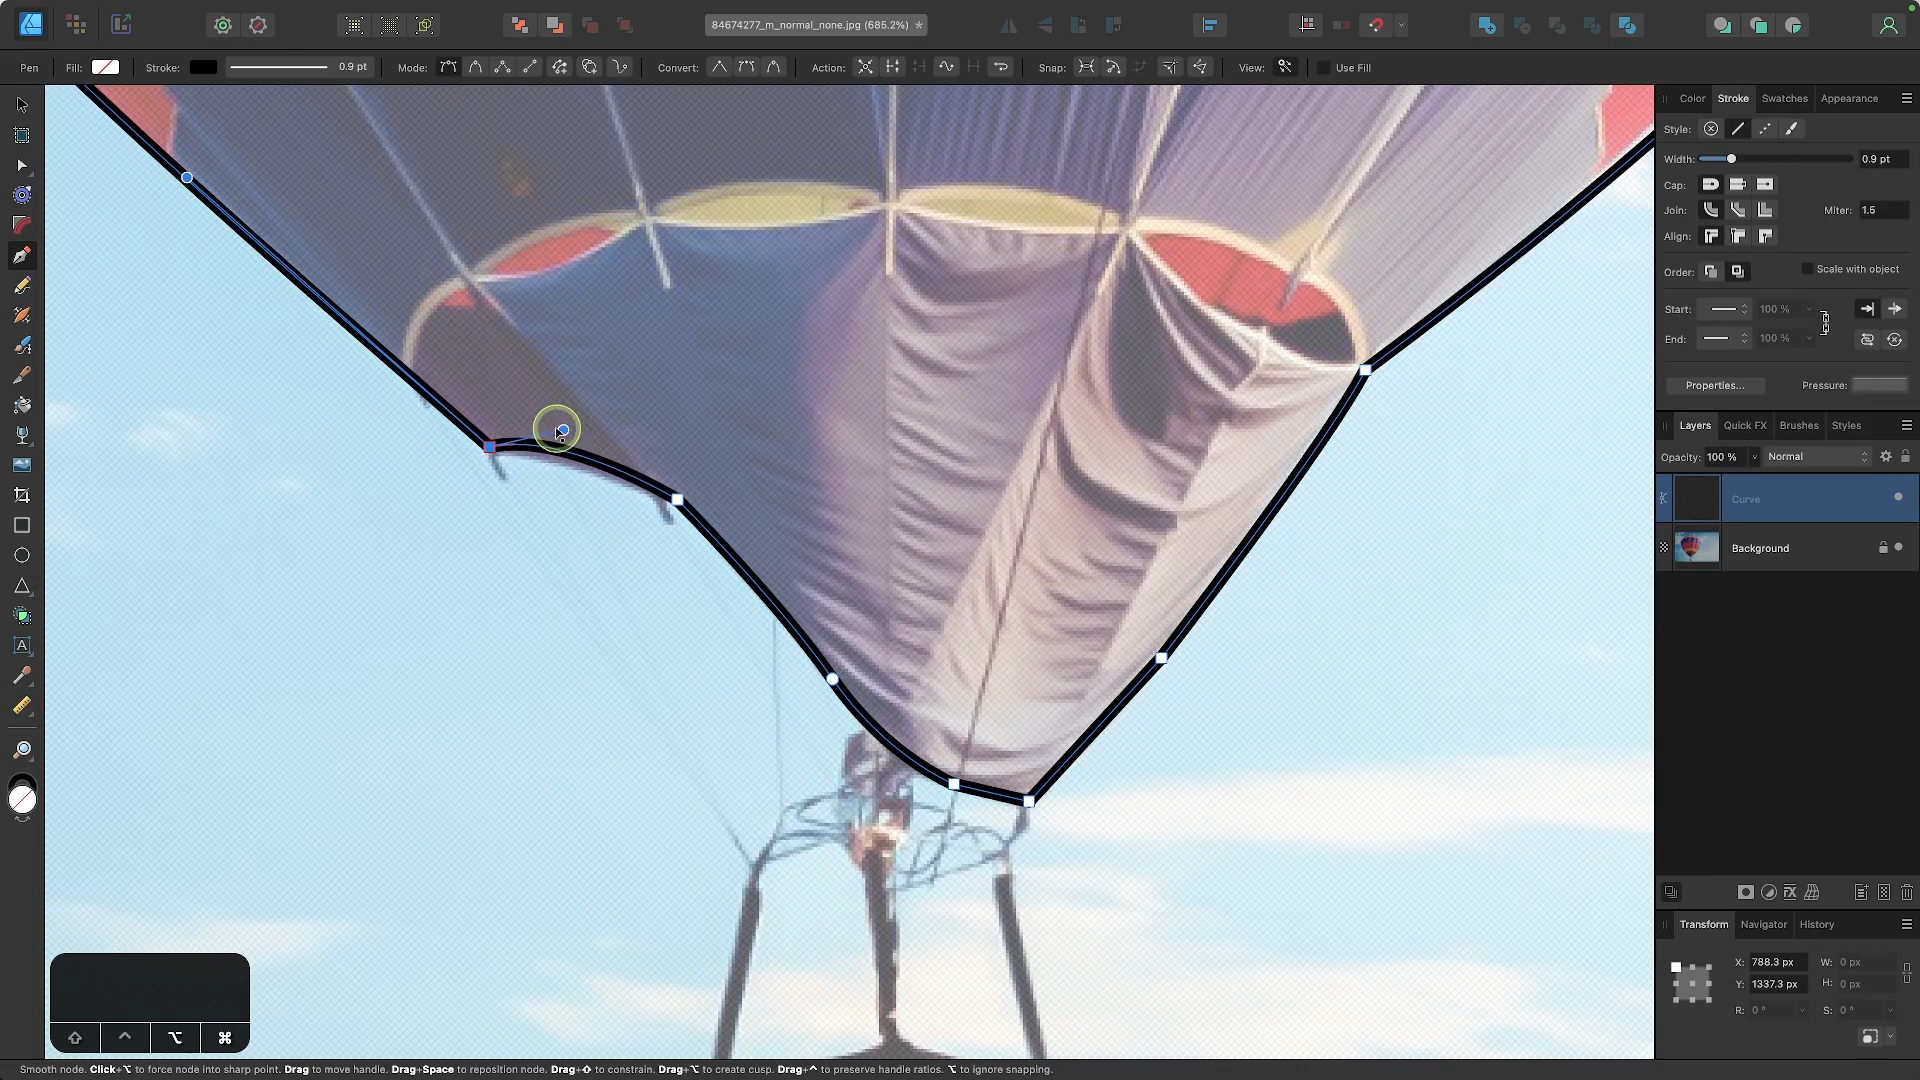 84674277_m_normal_none.jpg (685.2%) *
Pen Fill: Stroke: 0.9 pt Mode: Convert: Action: Snap: View: Use Fill
Color Stroke Swatches Appearance
Style:
Width: 0.9 pt
Cap:
Join: Miter: 1.5
Align:
Order: Scale with object
Start: 100 %
End: 100 %
Properties... Pressure:
Layers Quick FX Brushes Styles
Opacity: 100 % Normal
Curve
Background
Transform Navigator History
X: 788.3 px W: 0 px
Y: 1337.3 px H: 0 px
R: 0 ° S: 0 °
Smooth node. Click+⌥ to force node into sharp point. Drag to move handle. Drag+Space to reposition node. Drag+⇧ to constrain. Drag+⌥ to create cusp. Drag+⌃ to preserve handle ratios. ⌥ to ignore snapping.